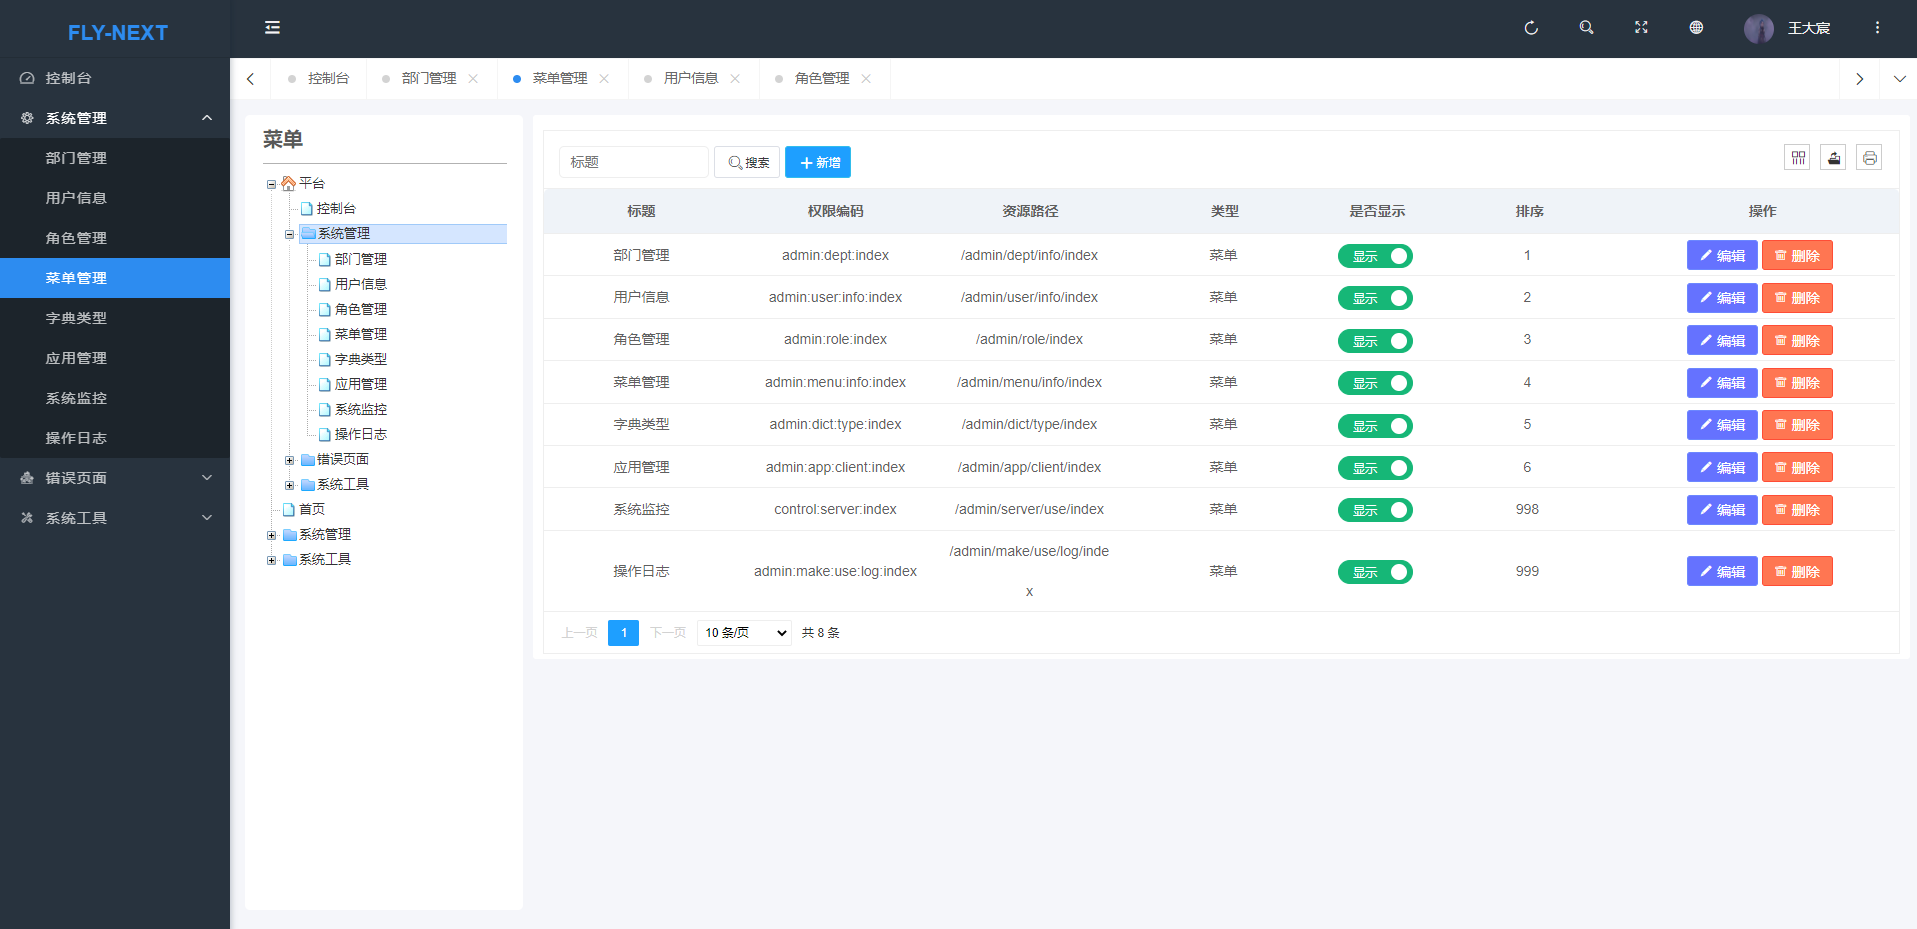 FLY-NEXT
王大宸
控制台
系统管理
部门管理
用户信息
角色管理
菜单管理
字典类型
应用管理
系统监控
操作日志
错误页面
系统工具
控制台 部门管理 菜单管理 用户信息 角色管理
菜单
平台
控制台
系统管理
部门管理
用户信息
角色管理
菜单管理
字典类型
应用管理
系统监控
操作日志
错误页面
系统工具
首页
系统管理
系统工具
标题 搜索 新增
标题 权限编码 资源路径 类型 是否显示 排序 操作
部门管理 admin:dept:index /admin/dept/info/index 菜单 显示 1 编辑 删除
用户信息 admin:user:info:index /admin/user/info/index 菜单 显示 2 编辑 删除
角色管理 admin:role:index /admin/role/index 菜单 显示 3 编辑 删除
菜单管理 admin:menu:info:index /admin/menu/info/index 菜单 显示 4 编辑 删除
字典类型 admin:dict:type:index /admin/dict/type/index 菜单 显示 5 编辑 删除
应用管理 admin:app:client:index /admin/app/client/index 菜单 显示 6 编辑 删除
系统监控 control:server:index /admin/server/use/index 菜单 显示 998 编辑 删除
/admin/make/use/log/inde
操作日志 admin:make:use:log:index 菜单 显示 999 编辑 删除
x
上一页 1 下一页 10 条/页 共 8 条